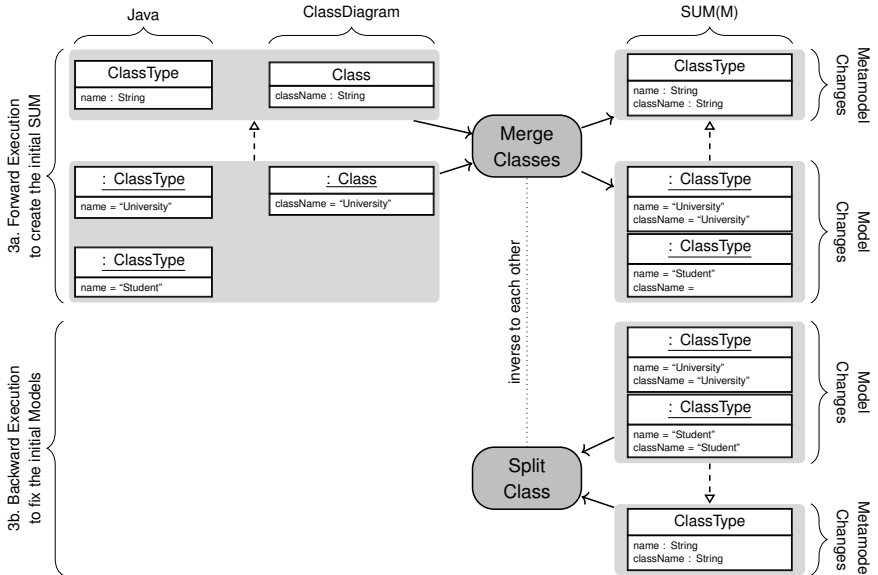 Java
ClassDiagram
SUM(M)
3a. Forward Execution
to create the initial SUM
ClassType
name : String
Class
className : String
: ClassType
name = “University”
: Class
className = “University”
: ClassType
name = “Student”
Merge
Classes
ClassType
name : String
className : String
Metamodel
Changes
: ClassType
name = “University”
className = “University”
: ClassType
name = “Student”
className =
Model
Changes
inverse to each other
3b. Backward Execution
to fix the initial Models
: ClassType
name = “University”
className = “University”
: ClassType
name = “Student”
className = “Student”
Model
Changes
Split
Class
ClassType
name : String
className : String
Metamode
Changes